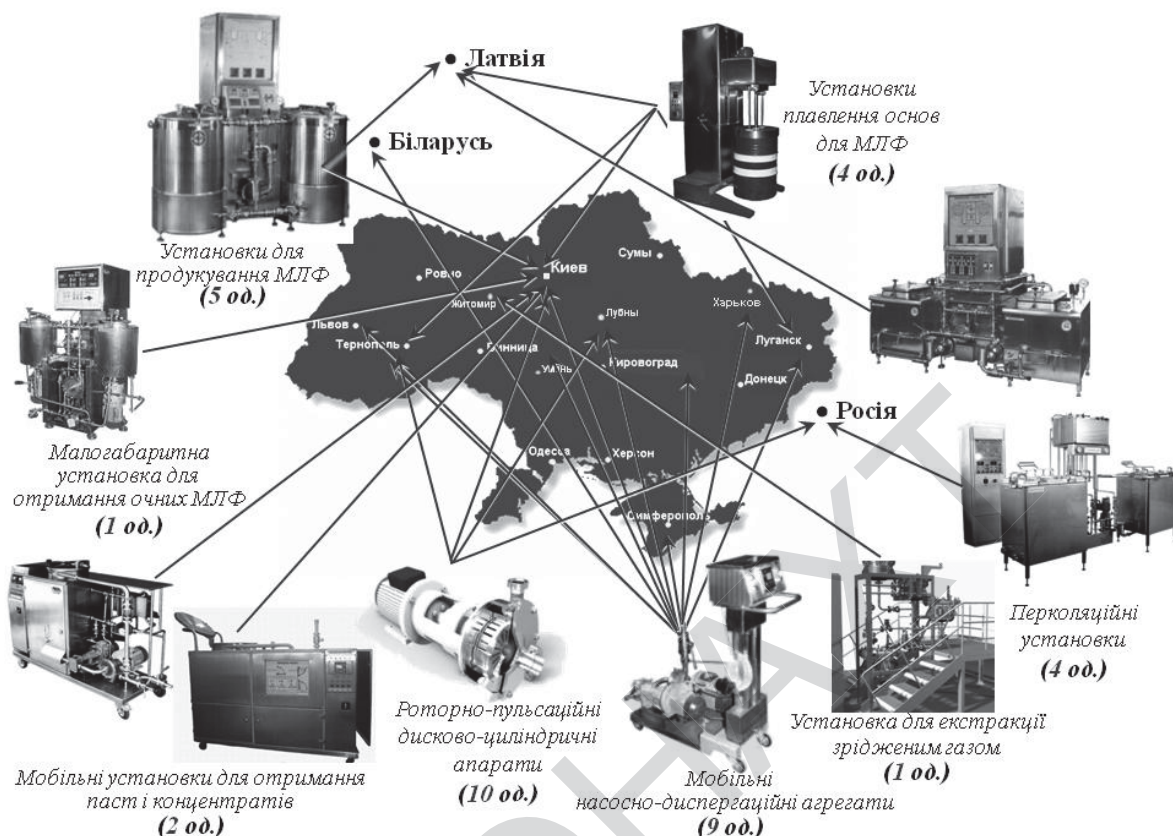 Латвія
Біларусь
Установки
плавлення основ
для МЛФ
(4 од.)
Установки для
продукування МЛФ
(5 од.)
Киев
Сумы
Ровно
Житомир
Харьков
Лубны
Львов
Тернополь
Винница
Луганск
Умань
Кировоград
Донецк
Росія
Одесса
Херсон
Симферополь
Малогабаритна
установка для
отримання очних МЛФ
(1 од.)
Перколяційні
установки
(4 од.)
Роторно-пульсаційні
дисково-циліндричні
апарати
(10 од.)
Установка для екстракції
зрідженим газом
(1 од.)
Мобільні установки для отримання
паст і концентратів
(2 од.)
Мобільні
насосно-диспергаційні агрегати
(9 од.)
ОНАХТ